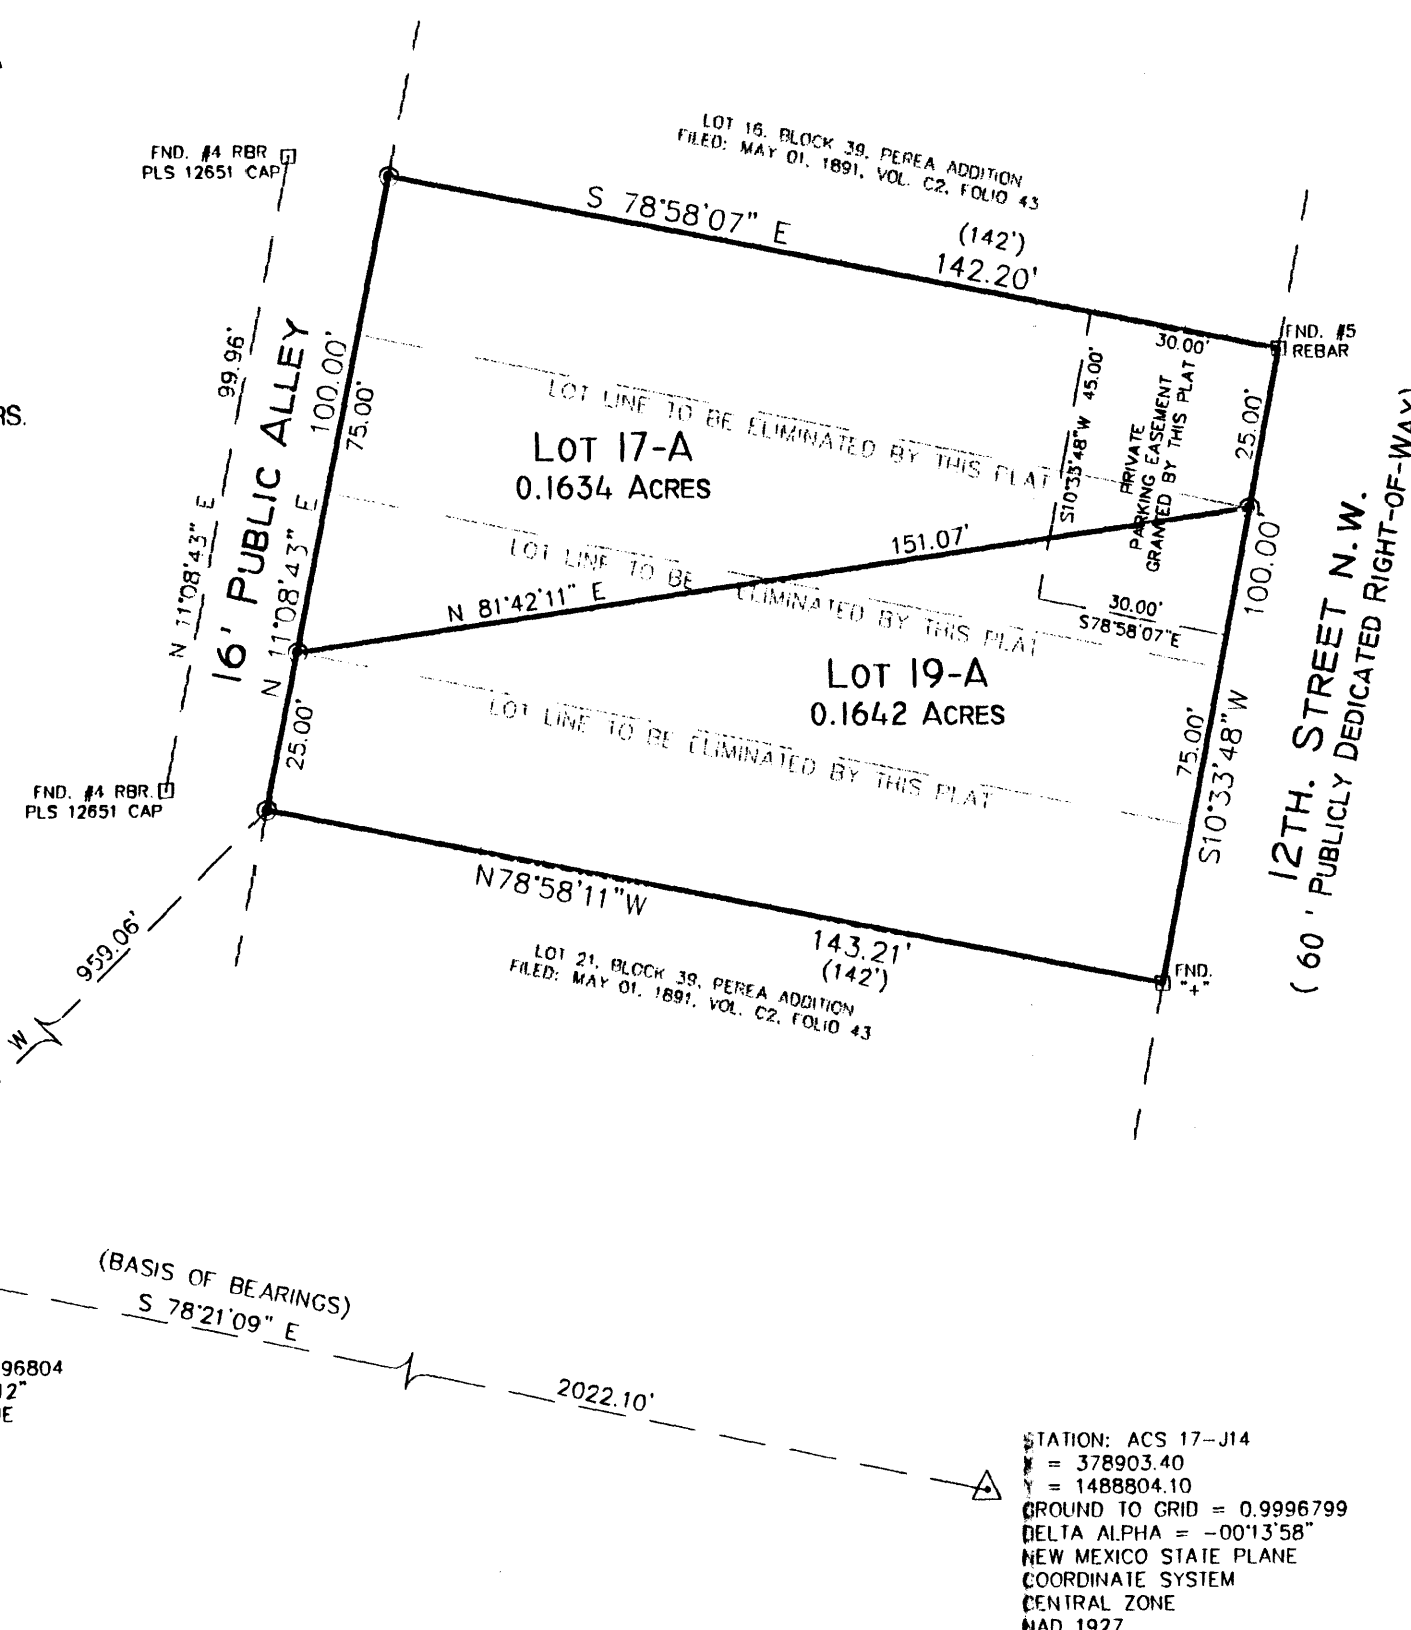 LOT 16, BLOCK 39, PEREA ADDITION
FILED: MAY 01, 1891, VOL. C2, FOLIO 43
FND. #4 RBR
PLS 12651 CAP
S 78°58'07" E
(142')
142.20'
FND. #5
REBAR
30.00'
S10°33'48"W 45.00'
PRIVATE
PARKING EASEMENT
GRANTED BY THIS PLAT
25.00'
99.96'
N 11°08'43" E
16' PUBLIC ALLEY
100.00'
N 11°08'43" E
75.00'
RS.
LOT LINE TO BE ELIMINATED BY THIS PLAT
LOT 17-A
0.1634 ACRES
151.07'
N 81°42'11" E
LOT LINE TO BE ELIMINATED BY THIS PLAT
30.00'
S78°58'07"E
100.00'
S10°33'48"W
75.00'
12TH. STREET N.W.
(60' PUBLICLY DEDICATED RIGHT-OF-WAY)
LOT 19-A
0.1642 ACRES
LOT LINE TO BE ELIMINATED BY THIS PLAT
25.00'
FND. #4 RBR.
PLS 12651 CAP
N78°58'11"W
143.21'
(142')
FND.
"+"
LOT 21, BLOCK 39, PEREA ADDITION
FILED: MAY 01, 1891, VOL. C2, FOLIO 43
959.06'
W
(BASIS OF BEARINGS)
S 78°21'09" E
2022.10'
96804
12"
E
STATION: ACS 17-J14
X = 378903.40
Y = 1488804.10
GROUND TO GRID = 0.9996799
DELTA ALPHA = -00°13'58"
NEW MEXICO STATE PLANE
COORDINATE SYSTEM
CENTRAL ZONE
NAD 1927